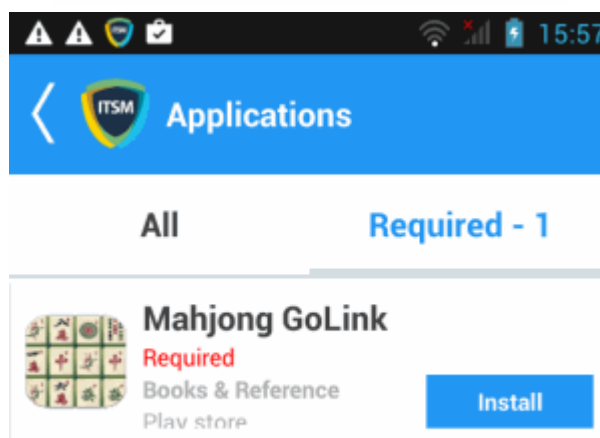 15:57
ITSM
Applications
All
Required - 1
Mahjong GoLink
Required
Books & Reference
Install
Play store